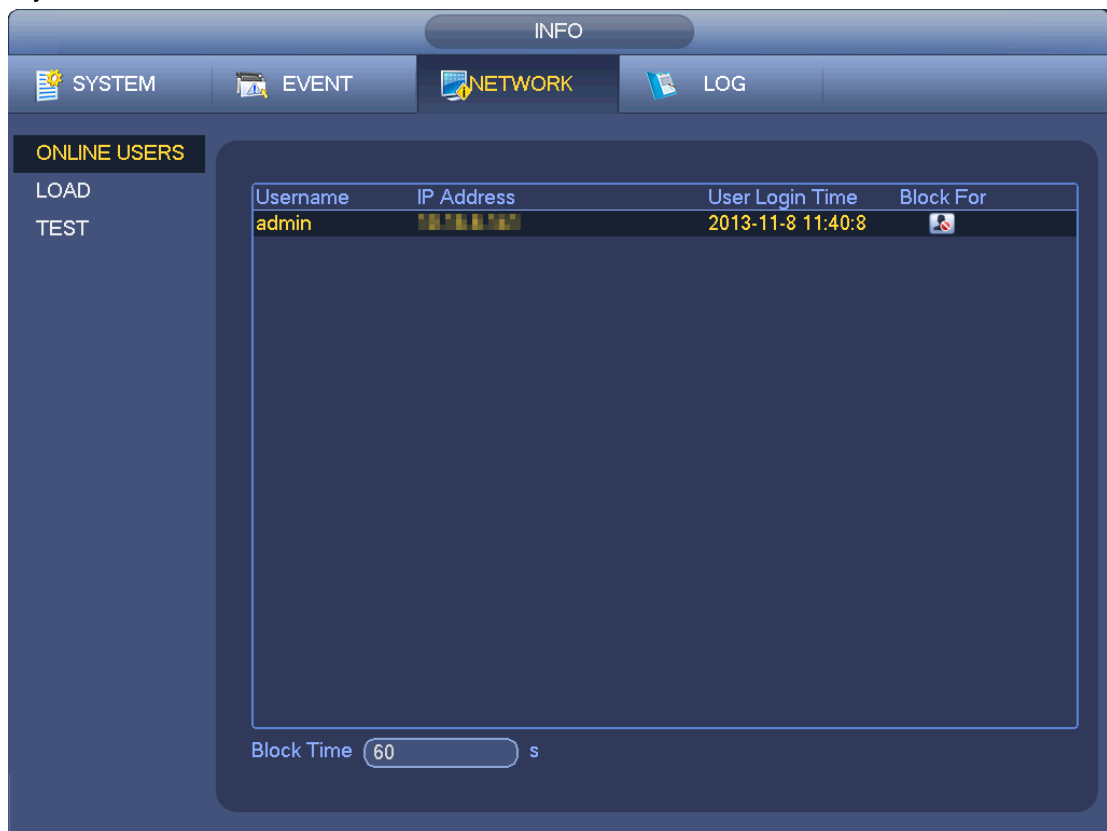 INFO
SYSTEM EVENT NETWORK LOG
ONLINE USERS
LOAD
TEST
Username IP Address User Login Time Block For
admin 2013-11-8 11:40:8
Block Time 60 s